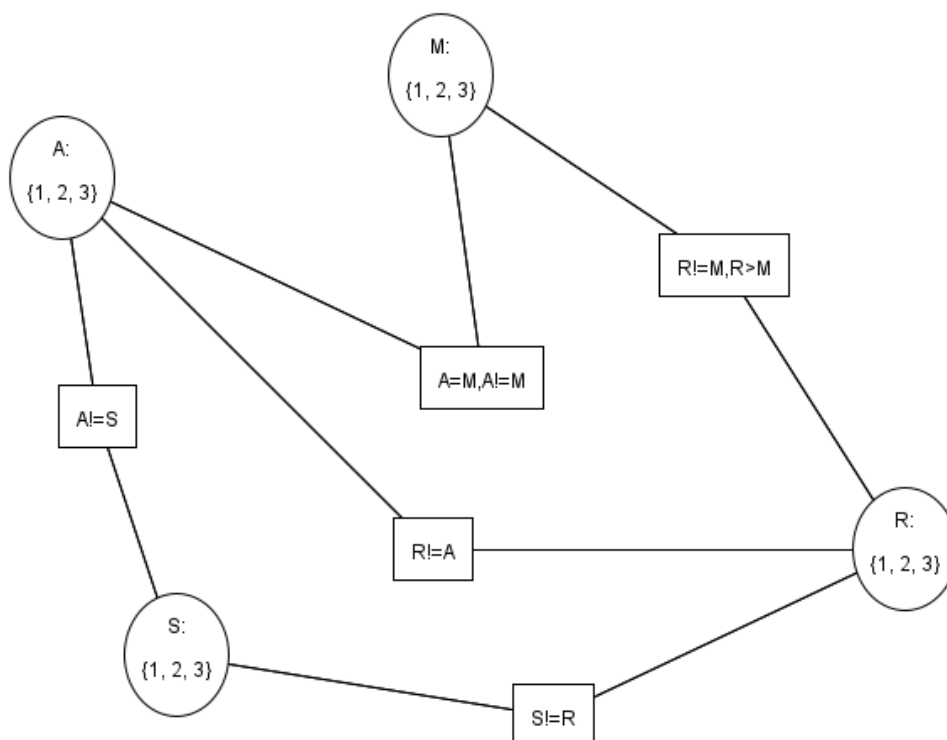 M:
{1, 2, 3}
A:
{1, 2, 3}
R!=M,R>M
A=M,A!=M
A!=S
R:
{1, 2, 3}
R!=A
S:
{1, 2, 3}
S!=R